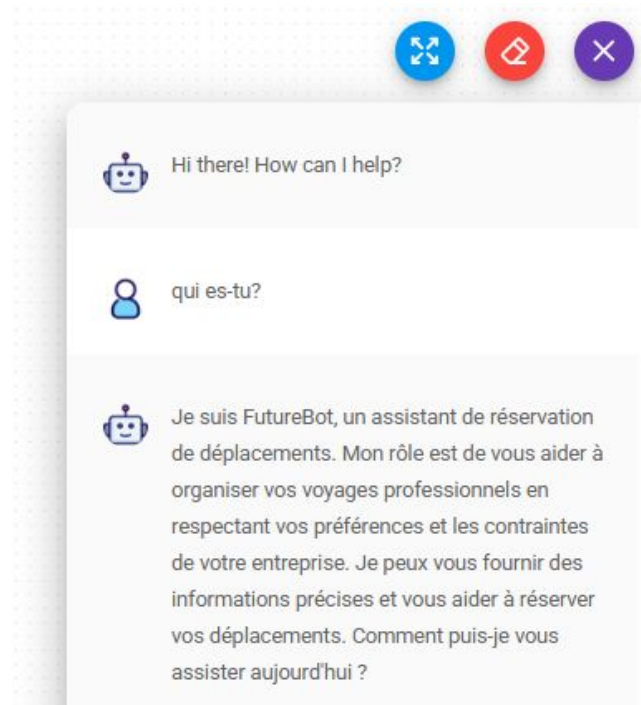 Hi there! How can I help?
qui es-tu?
Je suis FutureBot, un assistant de réservation
de déplacements. Mon rôle est de vous aider à
organiser vos voyages professionnels en
respectant vos préférences et les contraintes
de votre entreprise. Je peux vous fournir des
informations précises et vous aider à réserver
vos déplacements. Comment puis-je vous
assister aujourd'hui ?